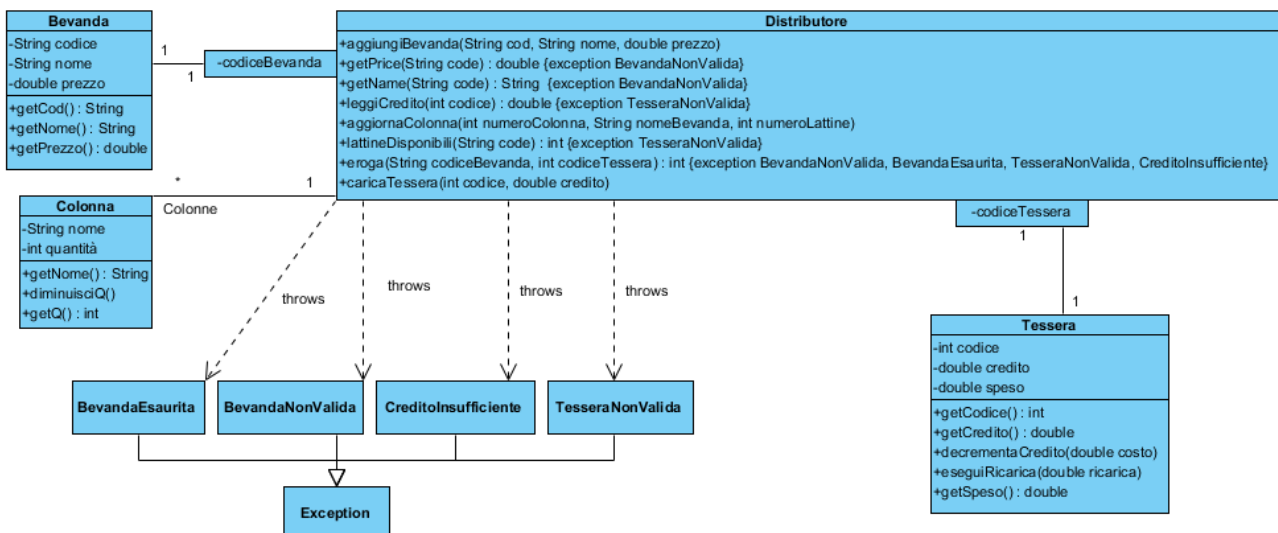 Bevanda
-String codice
-String nome
-double prezzo
+getCod() : String
+getNome() : String
+getPrezzo() : double
1
1
-codiceBevanda
Distributore
+aggiungiBevanda(String cod, String nome, double prezzo)
+getPrice(String code) : double {exception BevandaNonValida}
+getName(String code) : String {exception BevandaNonValida}
+leggiCredito(int codice) : double {exception TesseraNonValida}
+aggiornaColonna(int numeroColonna, String nomeBevanda, int numeroLattine)
+lattineDisponibili(String code) : int {exception TesseraNonValida}
+eroga(String codiceBevanda, int codiceTessera) : int {exception BevandaNonValida, BevandaEsaurita, TesseraNonValida, CreditoInsufficiente}
+caricaTessera(int codice, double credito)
*
1
Colonne
Colonna
-String nome
-int quantità
+getNome() : String
+diminuisciQ()
+getQ() : int
-codiceTessera
1
1
throws
throws
throws
throws
Tessera
-int codice
-double credito
-double speso
+getCodice() : int
+getCredito() : double
+decrementaCredito(double costo)
+eseguiRicarica(double ricarica)
+getSpeso() : double
BevandaEsaurita
BevandaNonValida
CreditoInsufficiente
TesseraNonValida
Exception